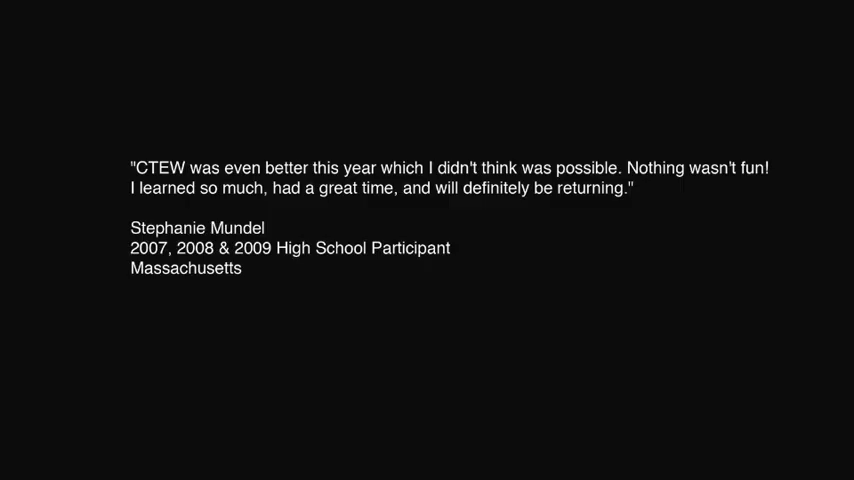 "CTEW was even better this year which I didn't think was possible. Nothing wasn't fun!
I learned so much, had a great time, and will definitely be returning."
Stephanie Mundel
2007, 2008 & 2009 High School Participant
Massachusetts